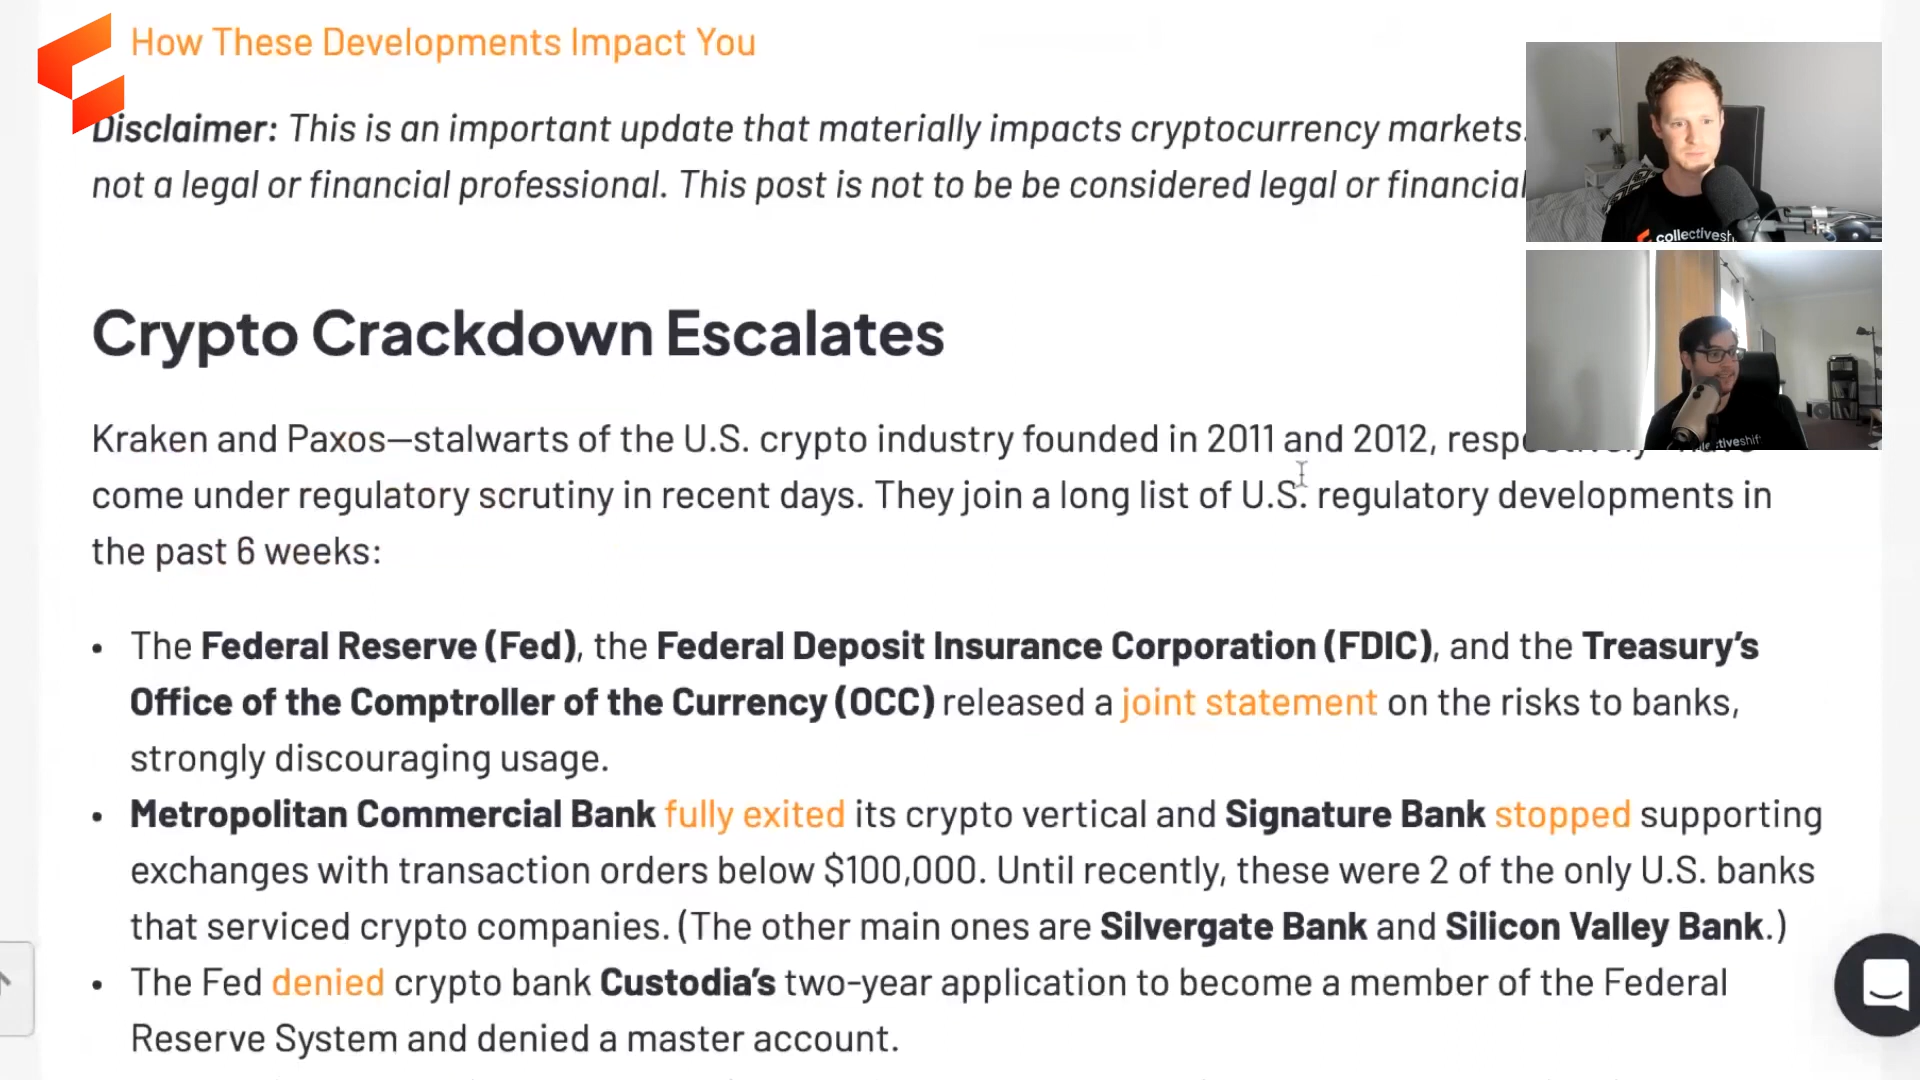 How These Developments Impact You
Disclaimer: This is an important update that materially impacts cryptocurrency markets.
not a legal or financial professional. This post is not to be be considered legal or financial
collectivesh
Crypto Crackdown Escalates
Kraken and Paxos—stalwarts of the U.S. crypto industry founded in 2011 and 2012,
come under regulatory scrutiny in recent days. They join a long list of U.S. regulatory developments in
the past 6 weeks:
• The Federal Reserve (Fed), the Federal Deposit Insurance Corporation (FDIC), and the Treasury’s
Office of the Comptroller of the Currency (OCC) released a joint statement on the risks to banks,
strongly discouraging usage.
• Metropolitan Commercial Bank fully exited its crypto vertical and Signature Bank stopped supporting
exchanges with transaction orders below $100,000. Until recently, these were 2 of the only U.S. banks
that serviced crypto companies. (The other main ones are Silvergate Bank and Silicon Valley Bank.)
• The Fed denied crypto bank Custodia’s two-year application to become a member of the Federal
Reserve System and denied a master account.